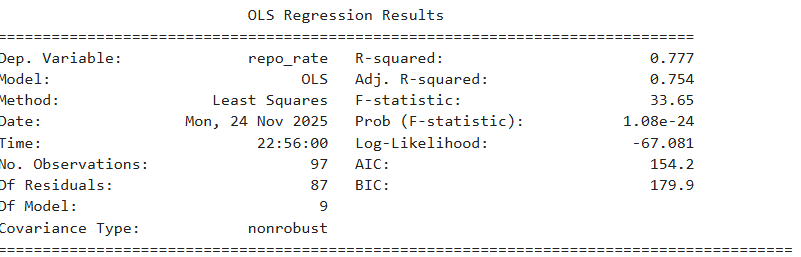 OLS Regression Results
==============================================================================
Dep. Variable: repo_rate R-squared: 0.777
Model: OLS Adj. R-squared: 0.754
Method: Least Squares F-statistic: 33.65
Date: Mon, 24 Nov 2025 Prob (F-statistic): 1.08e-24
Time: 22:56:00 Log-Likelihood: -67.081
No. Observations: 97 AIC: 154.2
Df Residuals: 87 BIC: 179.9
Df Model: 9
Covariance Type: nonrobust
=========================================================================================